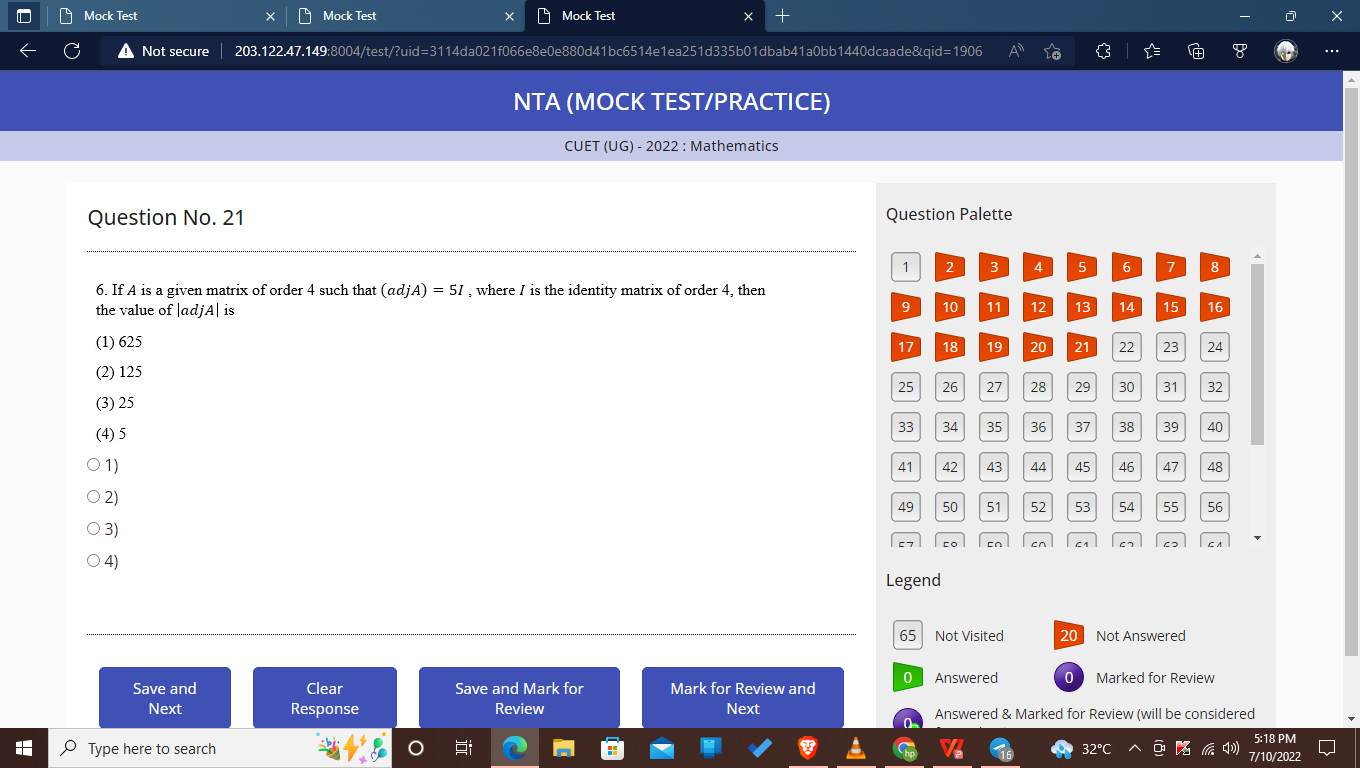 Mock Test
Mock Test
Mock Test
Not secure
203.122.47.149:8004/test/?uid=3114da021f066e8e0e880d41bc6514e1ea251d335b01dbab41a0bb1440dcaade&qid=1906
NTA (MOCK TEST/PRACTICE)
CUET (UG) - 2022 : Mathematics
Question No. 21
6. If A is a given matrix of order 4 such that (adjA) = 5I , where I is the identity matrix of order 4, then
the value of |adjA| is
(1) 625
(2) 125
(3) 25
(4) 5
1)
2)
3)
4)
Save and
Next
Clear
Response
Save and Mark for
Review
Mark for Review and
Next
Question Palette
1 2 3 4 5 6 7 8
9 10 11 12 13 14 15 16
17 18 19 20 21 22 23 24
25 26 27 28 29 30 31 32
33 34 35 36 37 38 39 40
41 42 43 44 45 46 47 48
49 50 51 52 53 54 55 56
57 58 59 60 61 62 63 64
Legend
65 Not Visited
20 Not Answered
0 Answered
0 Marked for Review
0 Answered & Marked for Review (will be considered
Type here to search
hp
16
32°C
5:18 PM
7/10/2022